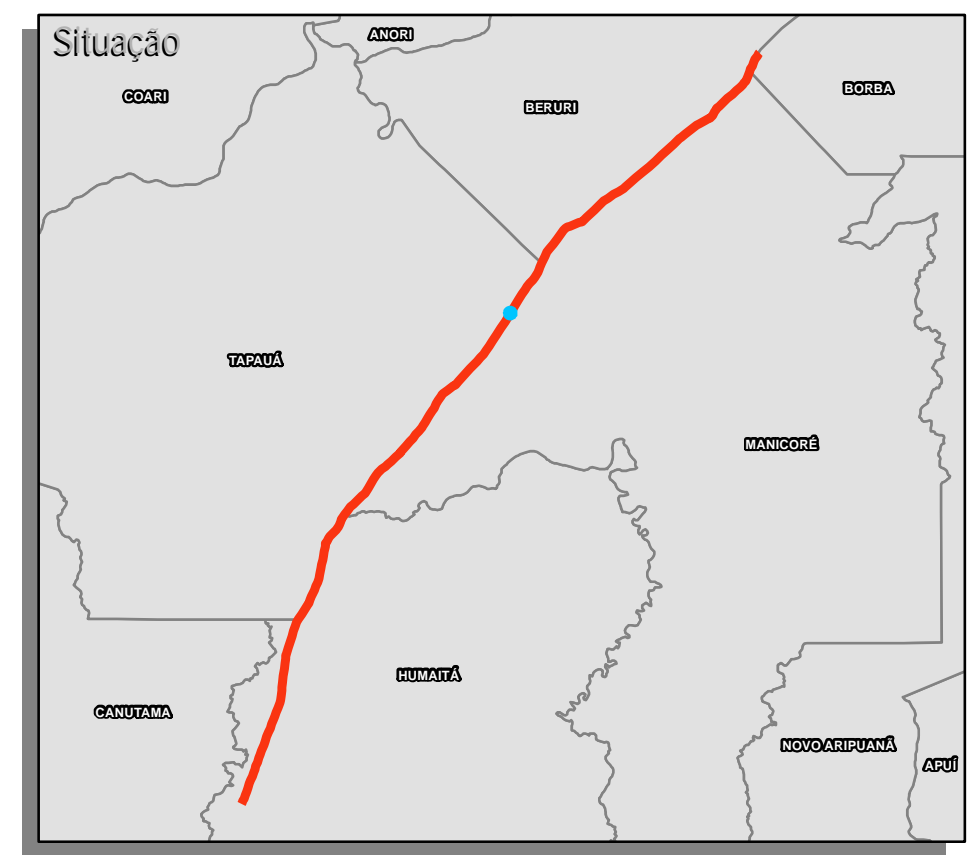 Situação
ANORI
COARI
BERURI
BORBA
TAPAUÁ
MANICORÉ
HUMAITÁ
CANUTAMA
NOVO ARIPUANÃ
APUÍ